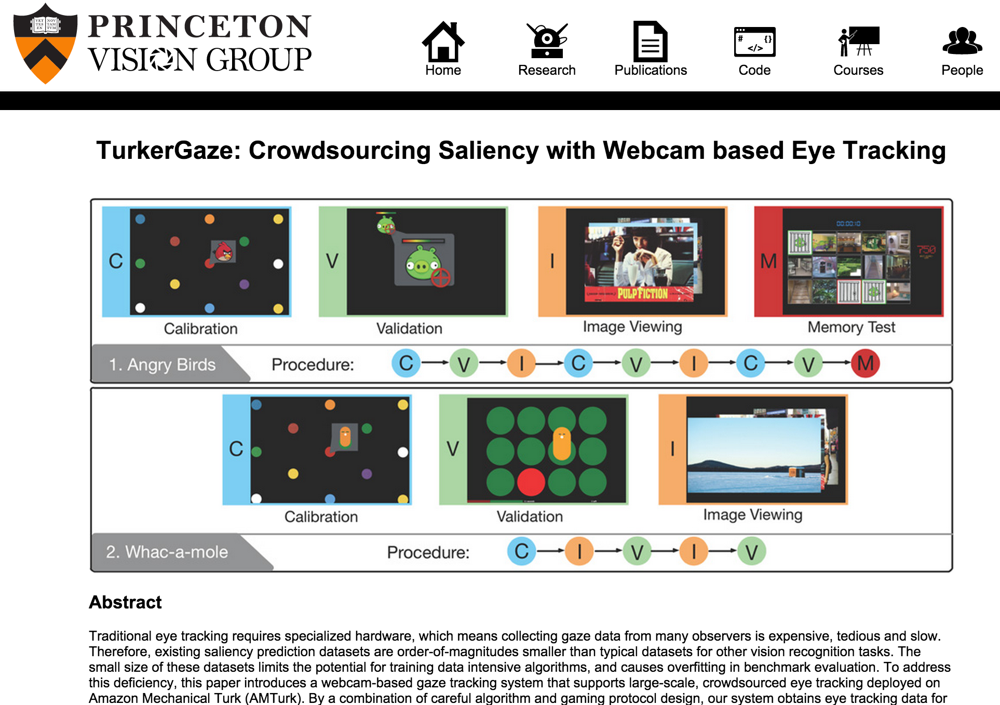 VET NOV
TES TAM
EN TVM
PRINCETON
VISION GROUP
Home
Research
Publications
# {}
</>
Code
Courses
People
TurkerGaze: Crowdsourcing Saliency with Webcam based Eye Tracking
C
V
I
PULP FICTION
M
00:00:10
750
Calibration
Validation
Image Viewing
Memory Test
1. Angry Birds
Procedure:
C V I C V I C V M
C
V
I
Calibration
Validation
Image Viewing
2. Whac-a-mole
Procedure:
C I V I V
Abstract
Traditional eye tracking requires specialized hardware, which means collecting gaze data from many observers is expensive, tedious and slow.
Therefore, existing saliency prediction datasets are order-of-magnitudes smaller than typical datasets for other vision recognition tasks. The
small size of these datasets limits the potential for training data intensive algorithms, and causes overfitting in benchmark evaluation. To address
this deficiency, this paper introduces a webcam-based gaze tracking system that supports large-scale, crowdsourced eye tracking deployed on
Amazon Mechanical Turk (AMTurk). By a combination of careful algorithm and gaming protocol design, our system obtains eye tracking data for